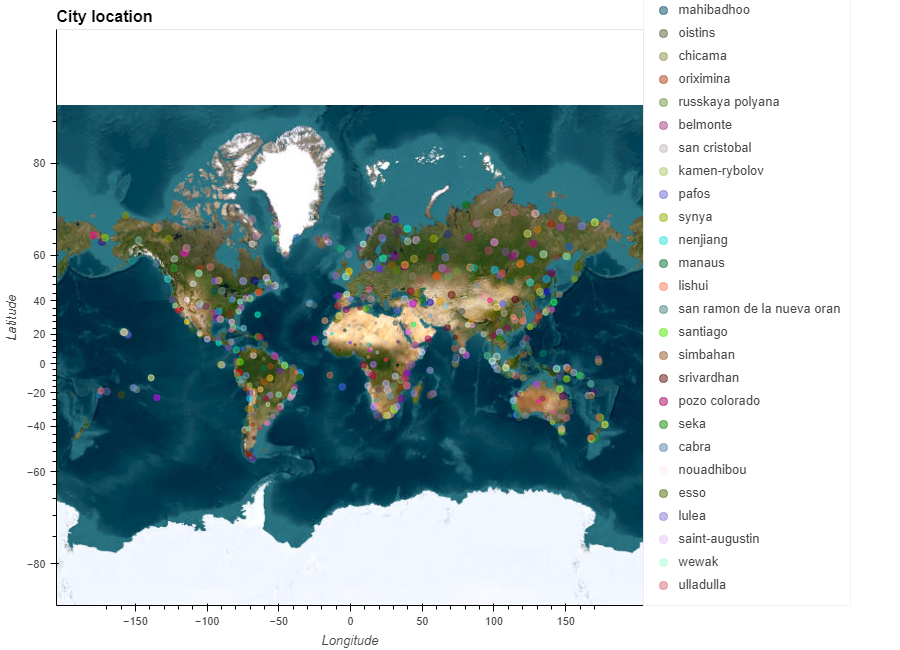 City location
mahibadhoo
oistins
chicama
oriximina
russkaya polyana
belmonte
san cristobal
kamen-rybolov
pafos
synya
nenjiang
manaus
lishui
san ramon de la nueva oran
santiago
simbahan
srivardhan
pozo colorado
seka
cabra
nouadhibou
esso
lulea
saint-augustin
wewak
ulladulla
Latitude
80
60
40
20
0
−20
−40
−60
−80
−150
−100
−50
0
50
100
150
Longitude